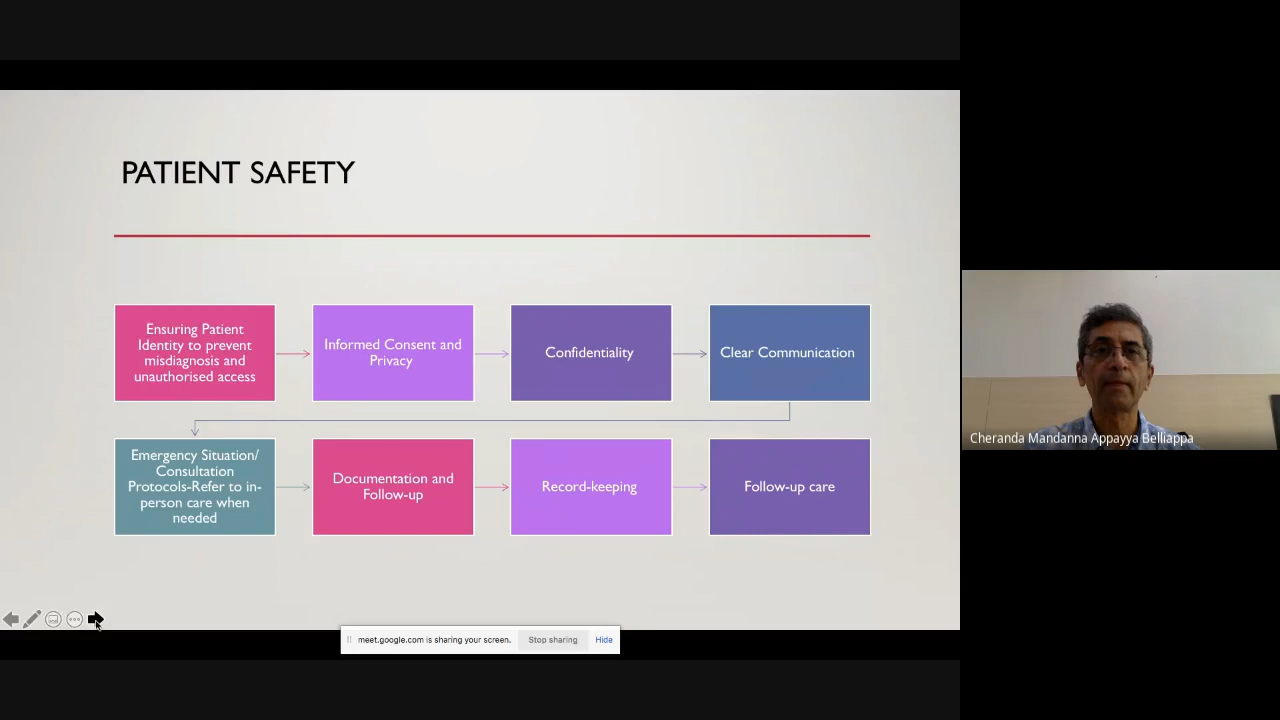 PATIENT SAFETY
Ensuring Patient
Identity to prevent
misdiagnosis and
unauthorised access
Informed Consent and
Privacy
Confidentiality
Clear Communication
Emergency Situation/
Consultation
Protocols-Refer to in-
person care when
needed
Documentation and
Follow-up
Record-keeping
Follow-up care
Cheranda Mandanna Appayya Belliappa
meet.google.com is sharing your screen.
Stop sharing
Hide